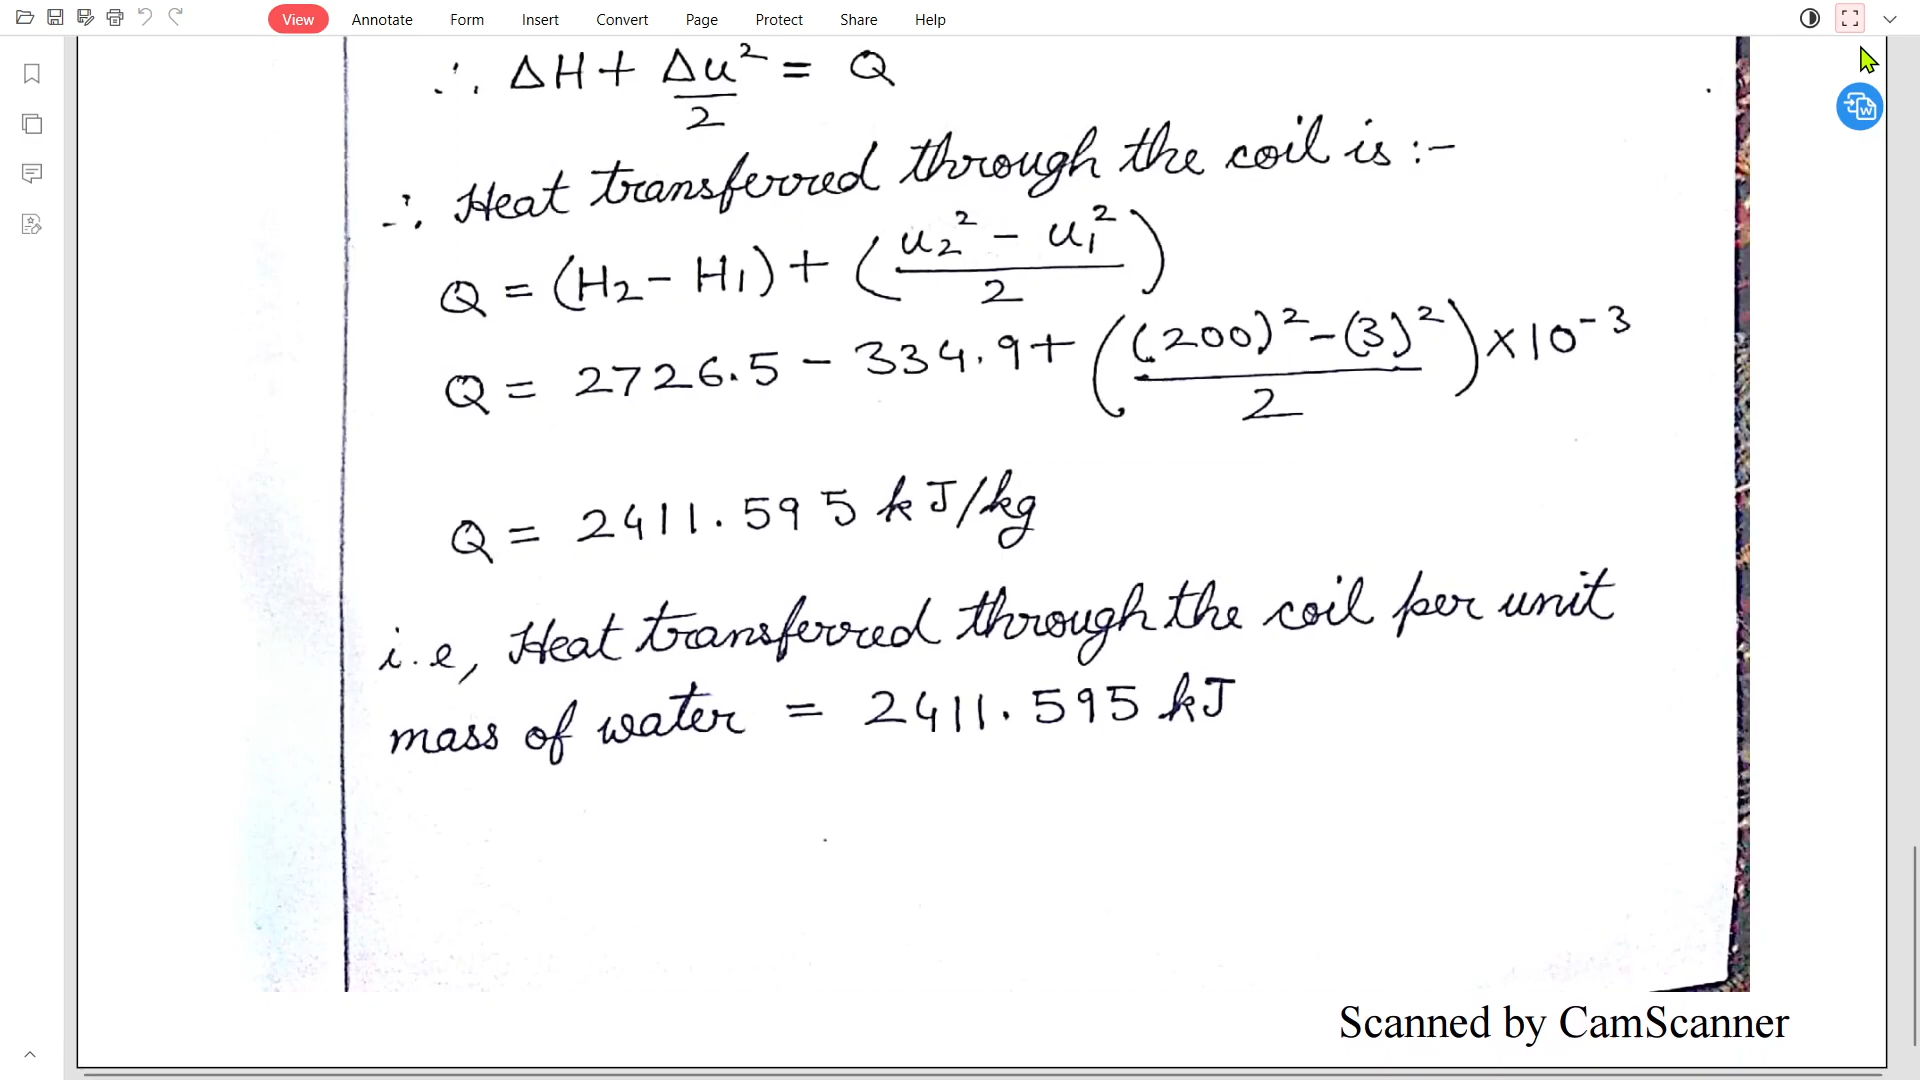 View Annotate Form Insert Convert Page Protect Share Help
∴ ΔH + Δu²/2 = Q
∴ Heat transferred through the coil is :-
Q = (H₂ - H₁) + ((u₂² - u₁²)/2)
Q = 2726.5 - 334.9 + (((200)² - (3)²)/2) × 10⁻³
Q = 2411.595 kJ/kg
i.e, Heat transferred through the coil per unit
mass of water = 2411.595 kJ
Scanned by CamScanner